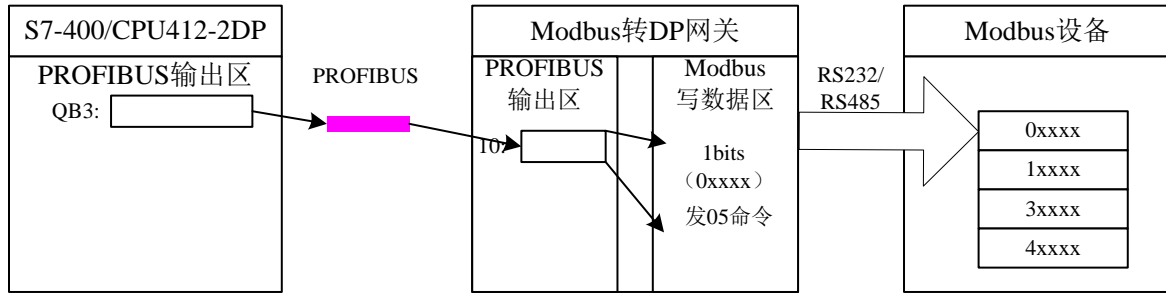 S7-400/CPU412-2DP
PROFIBUS输出区
QB3:
PROFIBUS
Modbus转DP网关
PROFIBUS
输出区
10:
Modbus
写数据区
1bits
（0xxxx）
发05命令
RS232/
RS485
Modbus设备
0xxxx
1xxxx
3xxxx
4xxxx